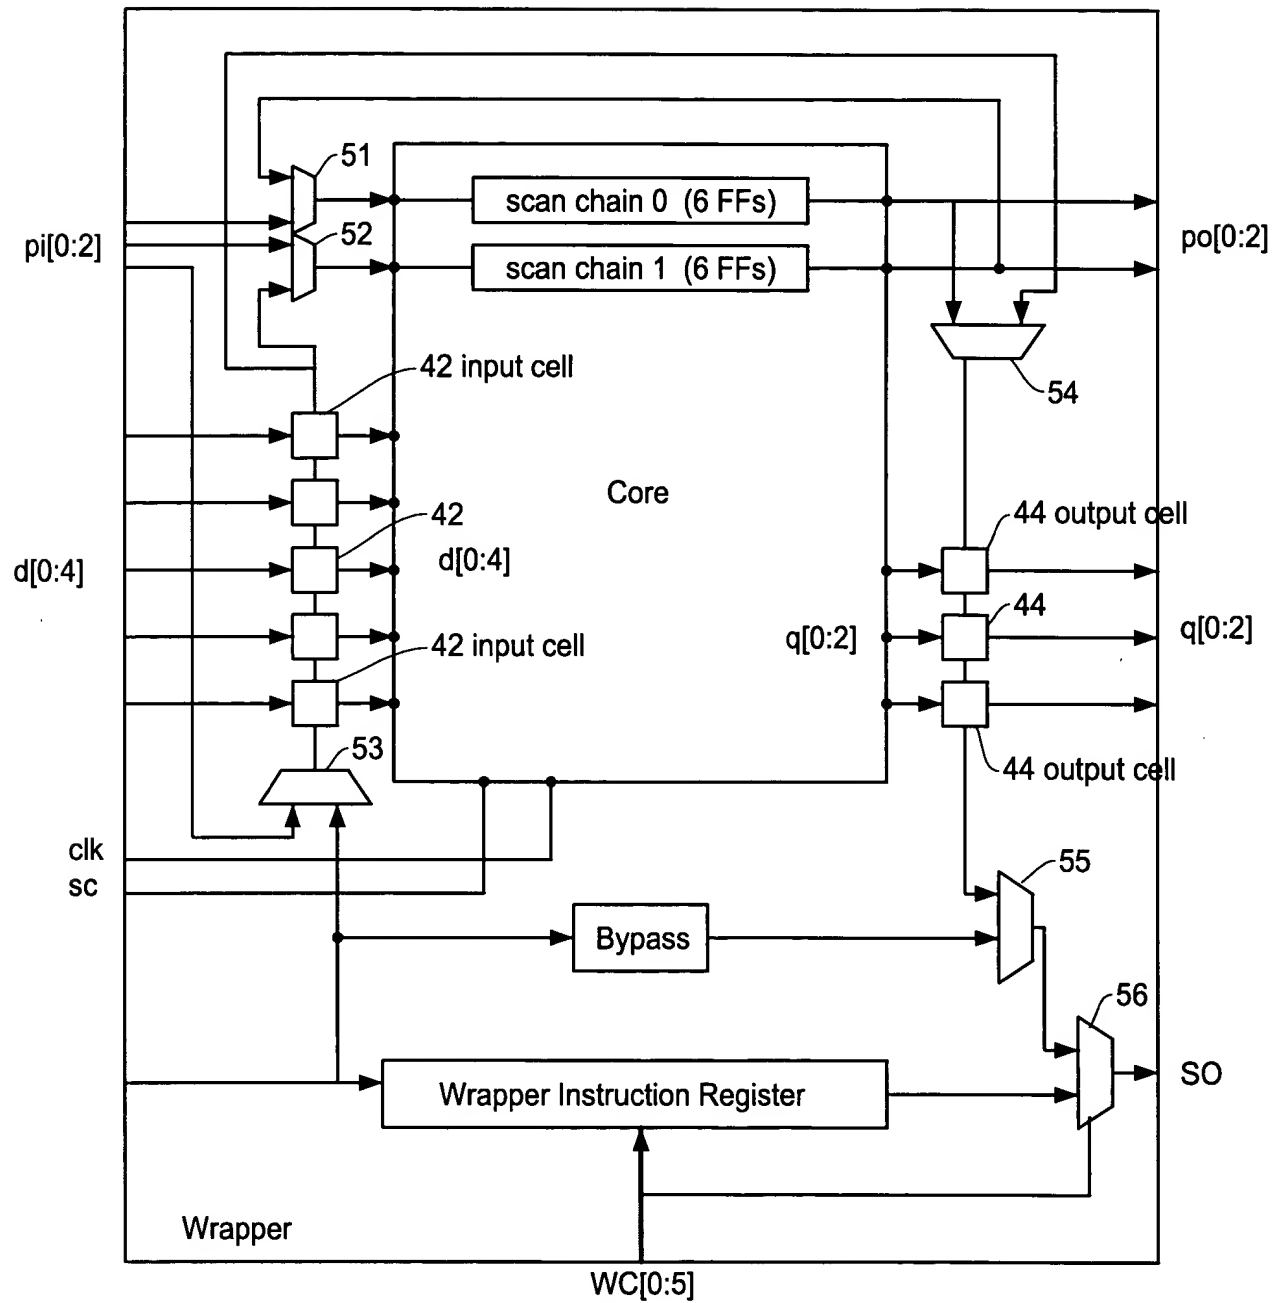 51
scan chain 0 (6 FFs)
52
pi[0:2]
po[0:2]
scan chain 1 (6 FFs)
42 input cell
54
Core
42
44 output cell
d[0:4]
d[0:4]
44
q[0:2]
q[0:2]
42 input cell
53
44 output cell
clk
55
sc
Bypass
56
SO
Wrapper Instruction Register
Wrapper
WC[0:5]